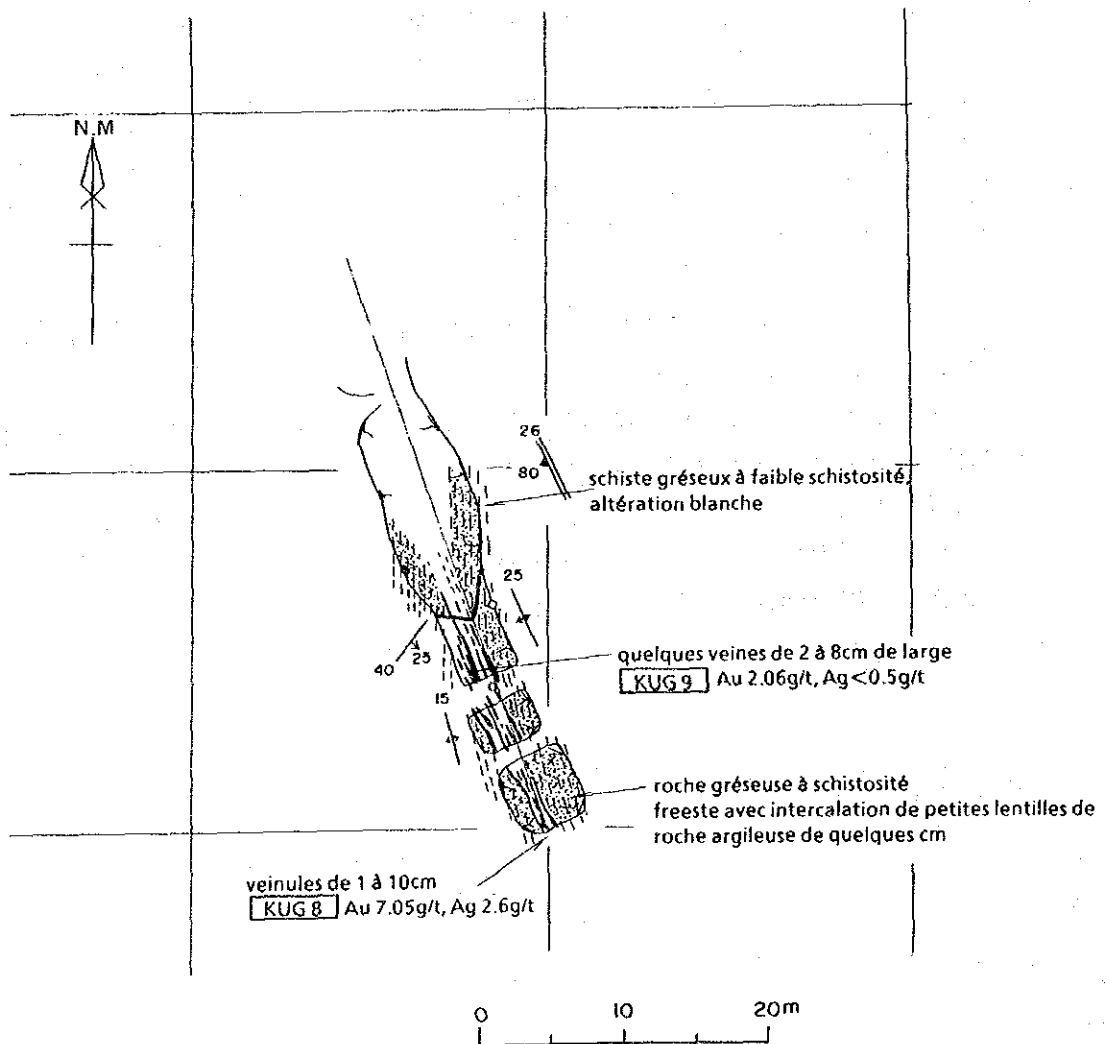 N.M
26
80
schiste gréseux à faible schistosité,
altération blanche
25
40
25
quelques veines de 2 à 8cm de large
KUG 9 Au 2.06g/t, Ag<0.5g/t
15
roche gréseuse à schistosité
freeste avec intercalation de petites lentilles de
roche argileuse de quelques cm
veinules de 1 à 10cm
KUG 8 Au 7.05g/t, Ag 2.6g/t
0 10 20m